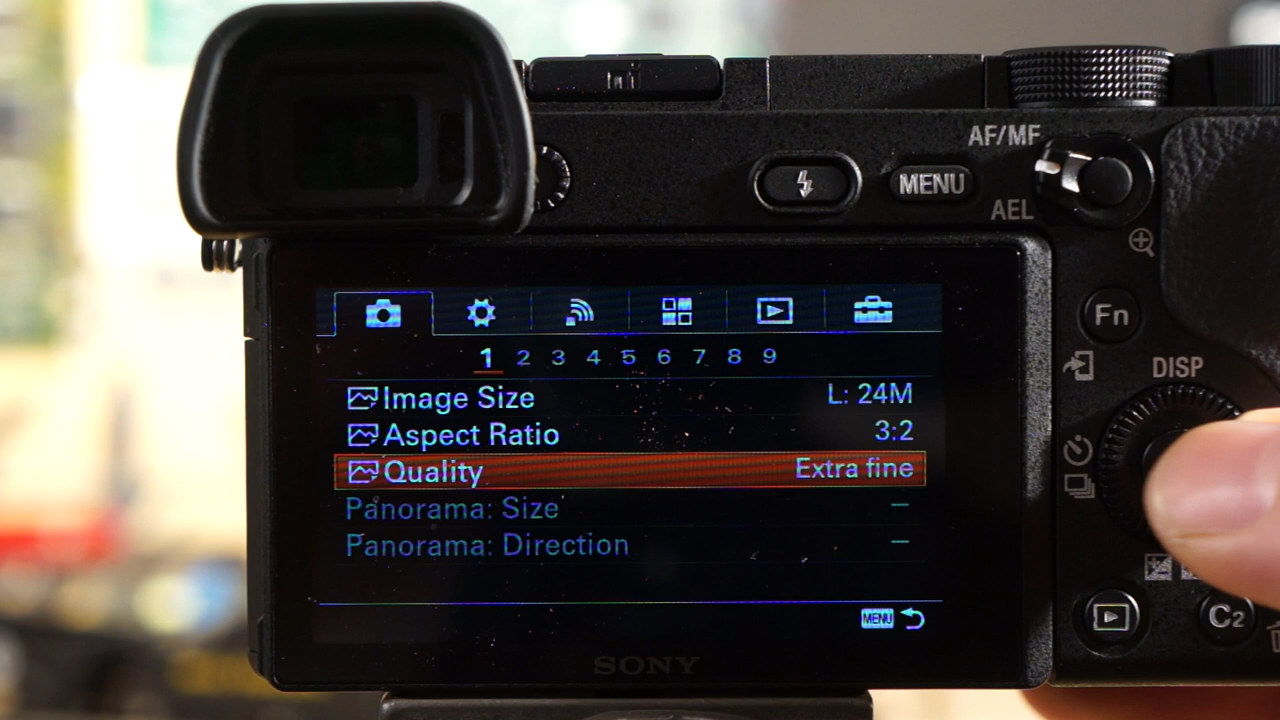 AF/MF
MENU
AEL
Fn
DISP
1 2 3 4 5 6 7 8 9
Image Size L: 24M
Aspect Ratio 3:2
Quality Extra fine
Panorama: Size –
Panorama: Direction –
MENU
C2
SONY